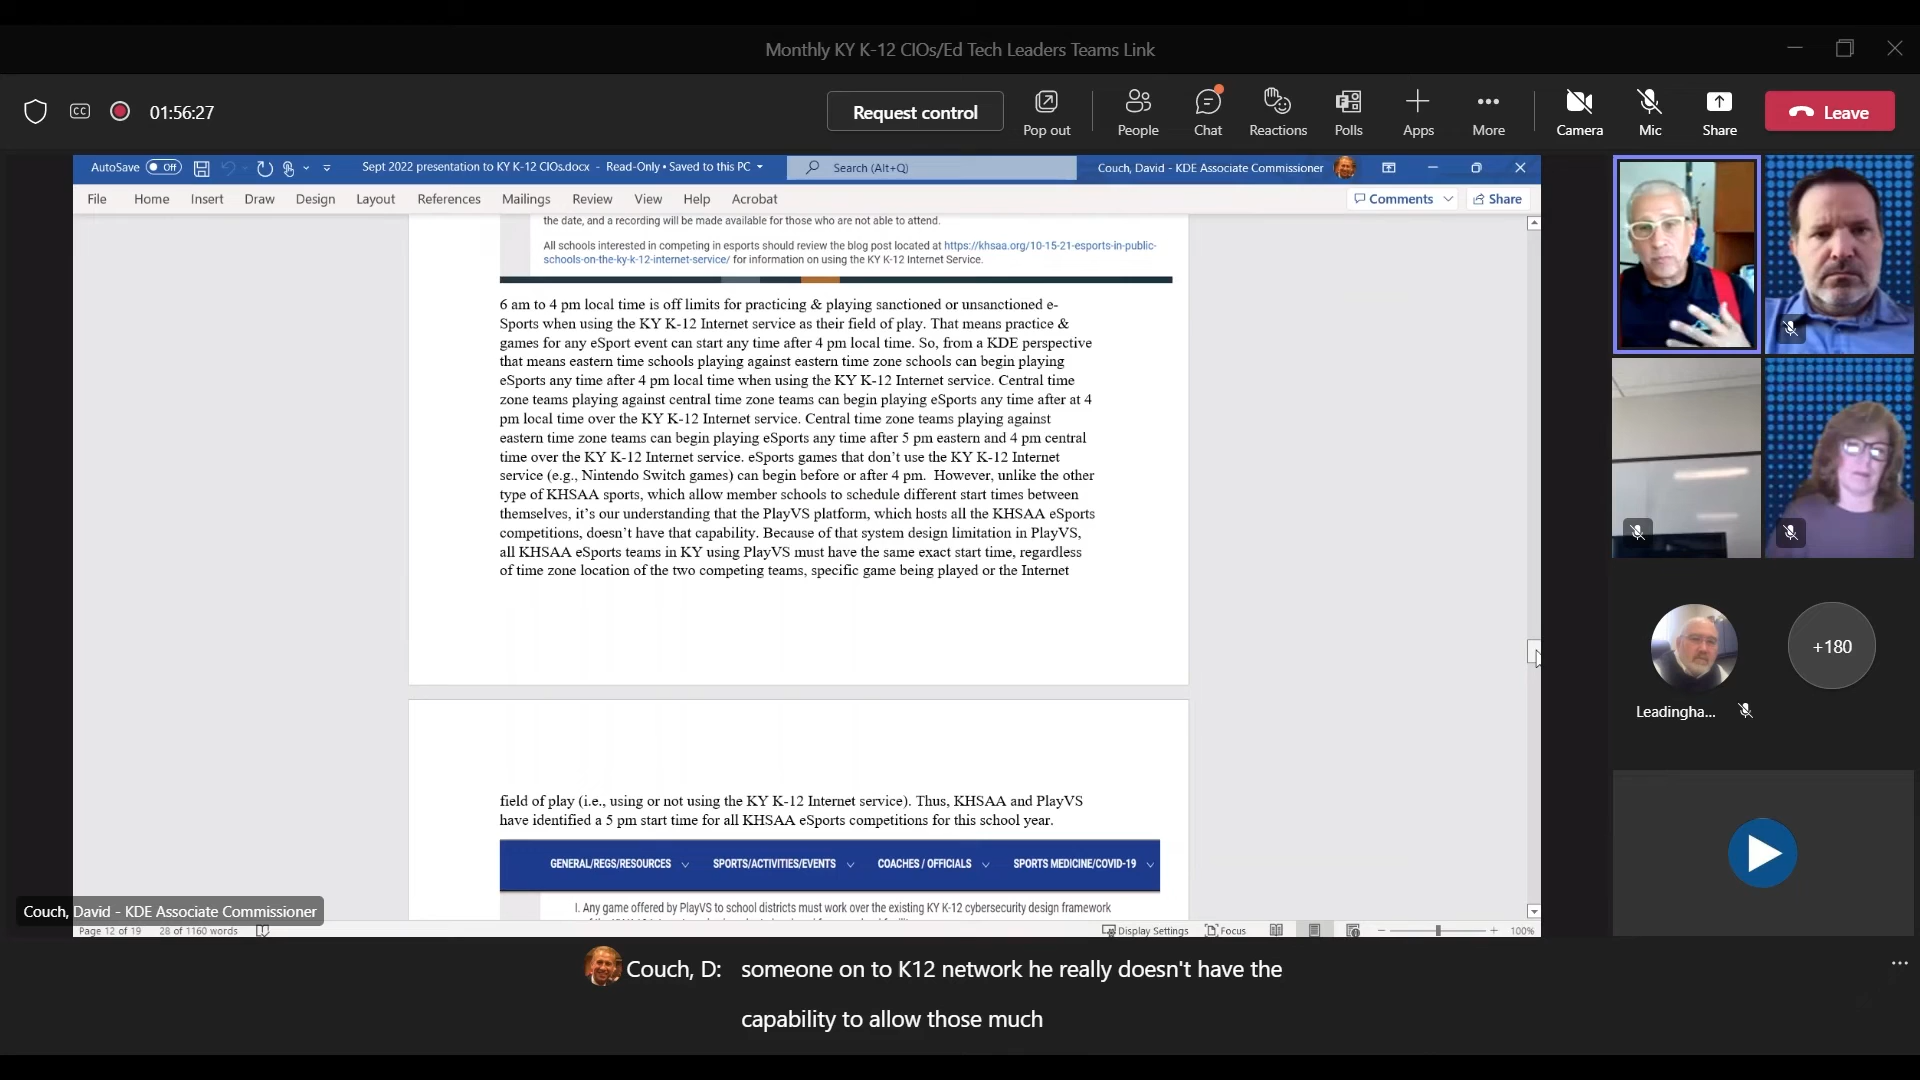 Monthly KY K-12 CIOs/Ed Tech Leaders Teams Link
CC
01:56:27
Request control
Pop out
People
Chat
Reactions
Polls
Apps
More
Camera
Mic
Share
Leave
AutoSave Off
Sept 2022 presentation to KY K-12 CIOs.docx - Read-Only • Saved to this PC
Search (Alt+Q)
Couch, David - KDE Associate Commissioner
File Home Insert Draw Design Layout References Mailings Review View Help Acrobat
Comments
Share
the date, and a recording will be made available for those who are not able to attend.
All schools interested in competing in esports should review the blog post located at https://khsaa.org/10-15-21-esports-in-public-
schools-on-the-ky-k-12-internet-service/ for information on using the KY K-12 Internet Service.
6 am to 4 pm local time is off limits for practicing & playing sanctioned or unsanctioned e-
Sports when using the KY K-12 Internet service as their field of play. That means practice &
games for any eSport event can start any time after 4 pm local time. So, from a KDE perspective
that means eastern time schools playing against eastern time zone schools can begin playing
eSports any time after 4 pm local time when using the KY K-12 Internet service. Central time
zone teams playing against central time zone teams can begin playing eSports any time after at 4
pm local time over the KY K-12 Internet service. Central time zone teams playing against
eastern time zone teams can begin playing eSports any time after 5 pm eastern and 4 pm central
time over the KY K-12 Internet service. eSports games that don't use the KY K-12 Internet
service (e.g., Nintendo Switch games) can begin before or after 4 pm. However, unlike the other
type of KHSAA sports, which allow member schools to schedule different start times between
themselves, it's our understanding that the PlayVS platform, which hosts all the KHSAA eSports
competitions, doesn't have that capability. Because of that system design limitation in PlayVS,
all KHSAA eSports teams in KY using PlayVS must have the same exact start time, regardless
of time zone location of the two competing teams, specific game being played or the Internet
field of play (i.e., using or not using the KY K-12 Internet service). Thus, KHSAA and PlayVS
have identified a 5 pm start time for all KHSAA eSports competitions for this school year.
GENERAL/REGS/RESOURCES SPORTS/ACTIVITIES/EVENTS COACHES / OFFICIALS SPORTS MEDICINE/COVID-19
I. Any game offered by PlayVS to school districts must work over the existing KY K-12 cybersecurity design framework
Leadingha...
+180
Couch, David - KDE Associate Commissioner
Page 12 of 19 28 of 1160 words
Display Settings Focus
100%
Couch, D: someone on to K12 network he really doesn't have the
capability to allow those much